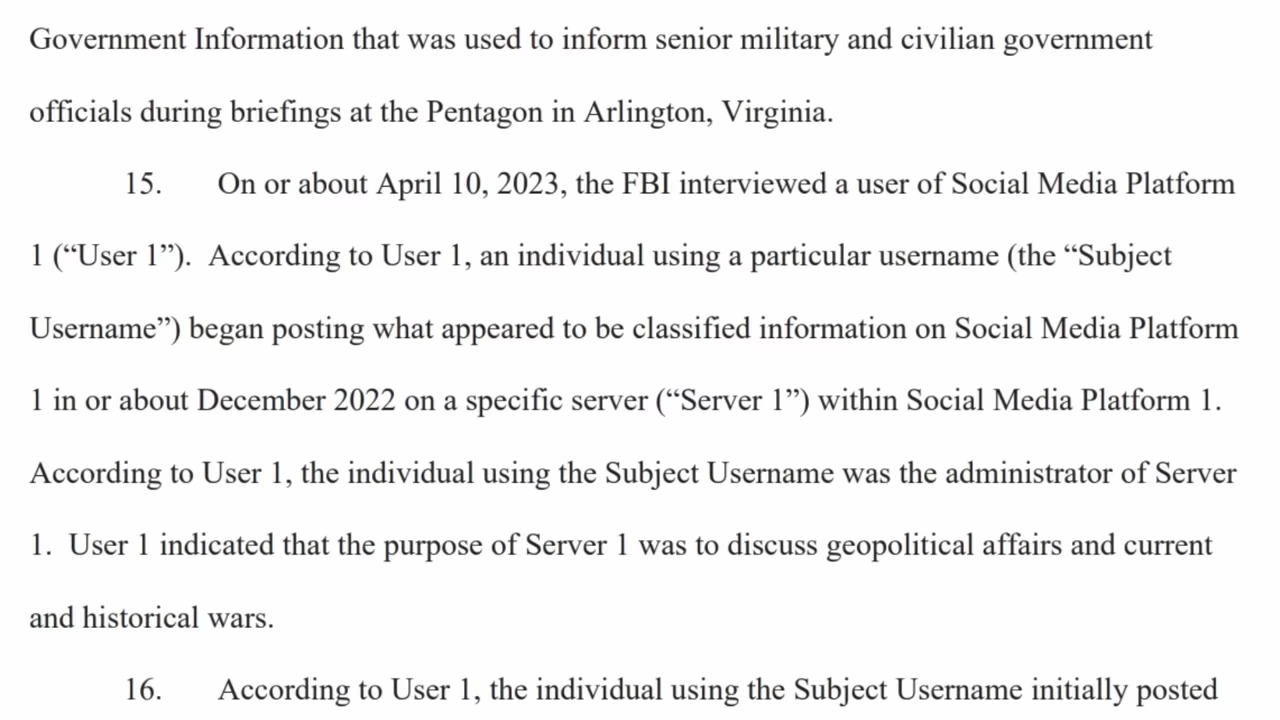 Government Information that was used to inform senior military and civilian government
officials during briefings at the Pentagon in Arlington, Virginia.
15. On or about April 10, 2023, the FBI interviewed a user of Social Media Platform
1 (“User 1”).  According to User 1, an individual using a particular username (the “Subject
Username”) began posting what appeared to be classified information on Social Media Platform
1 in or about December 2022 on a specific server (“Server 1”) within Social Media Platform 1.
According to User 1, the individual using the Subject Username was the administrator of Server
1.  User 1 indicated that the purpose of Server 1 was to discuss geopolitical affairs and current
and historical wars.
16. According to User 1, the individual using the Subject Username initially posted